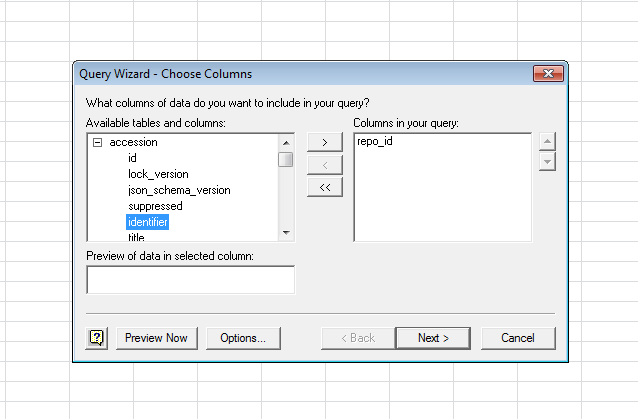 Query Wizard - Choose Columns
What columns of data do you want to include in your query?
Available tables and columns:
Columns in your query:
accession
id
lock_version
json_schema_version
suppressed
identifier
title
>
<
<<
repo_id
Preview of data in selected column:
?
Preview Now
Options...
< Back
Next >
Cancel